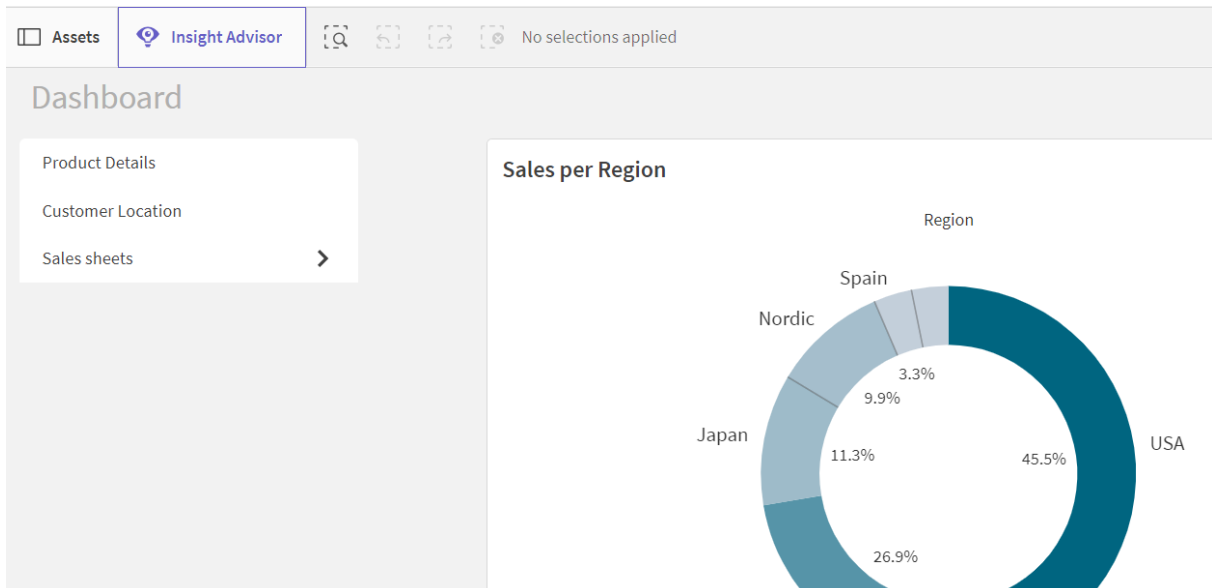 Assets Insight Advisor No selections applied
Dashboard
Product Details
Customer Location
Sales sheets
Sales per Region
Region
Spain
Nordic
3.3%
9.9%
Japan
11.3%
45.5%
USA
26.9%